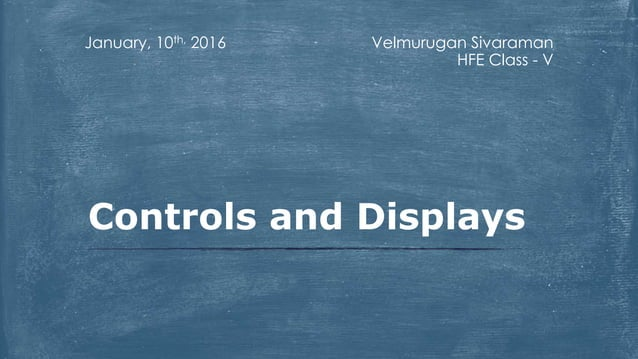 January, 10th, 2016
Velmurugan Sivaraman
HFE Class - V
Controls and Displays